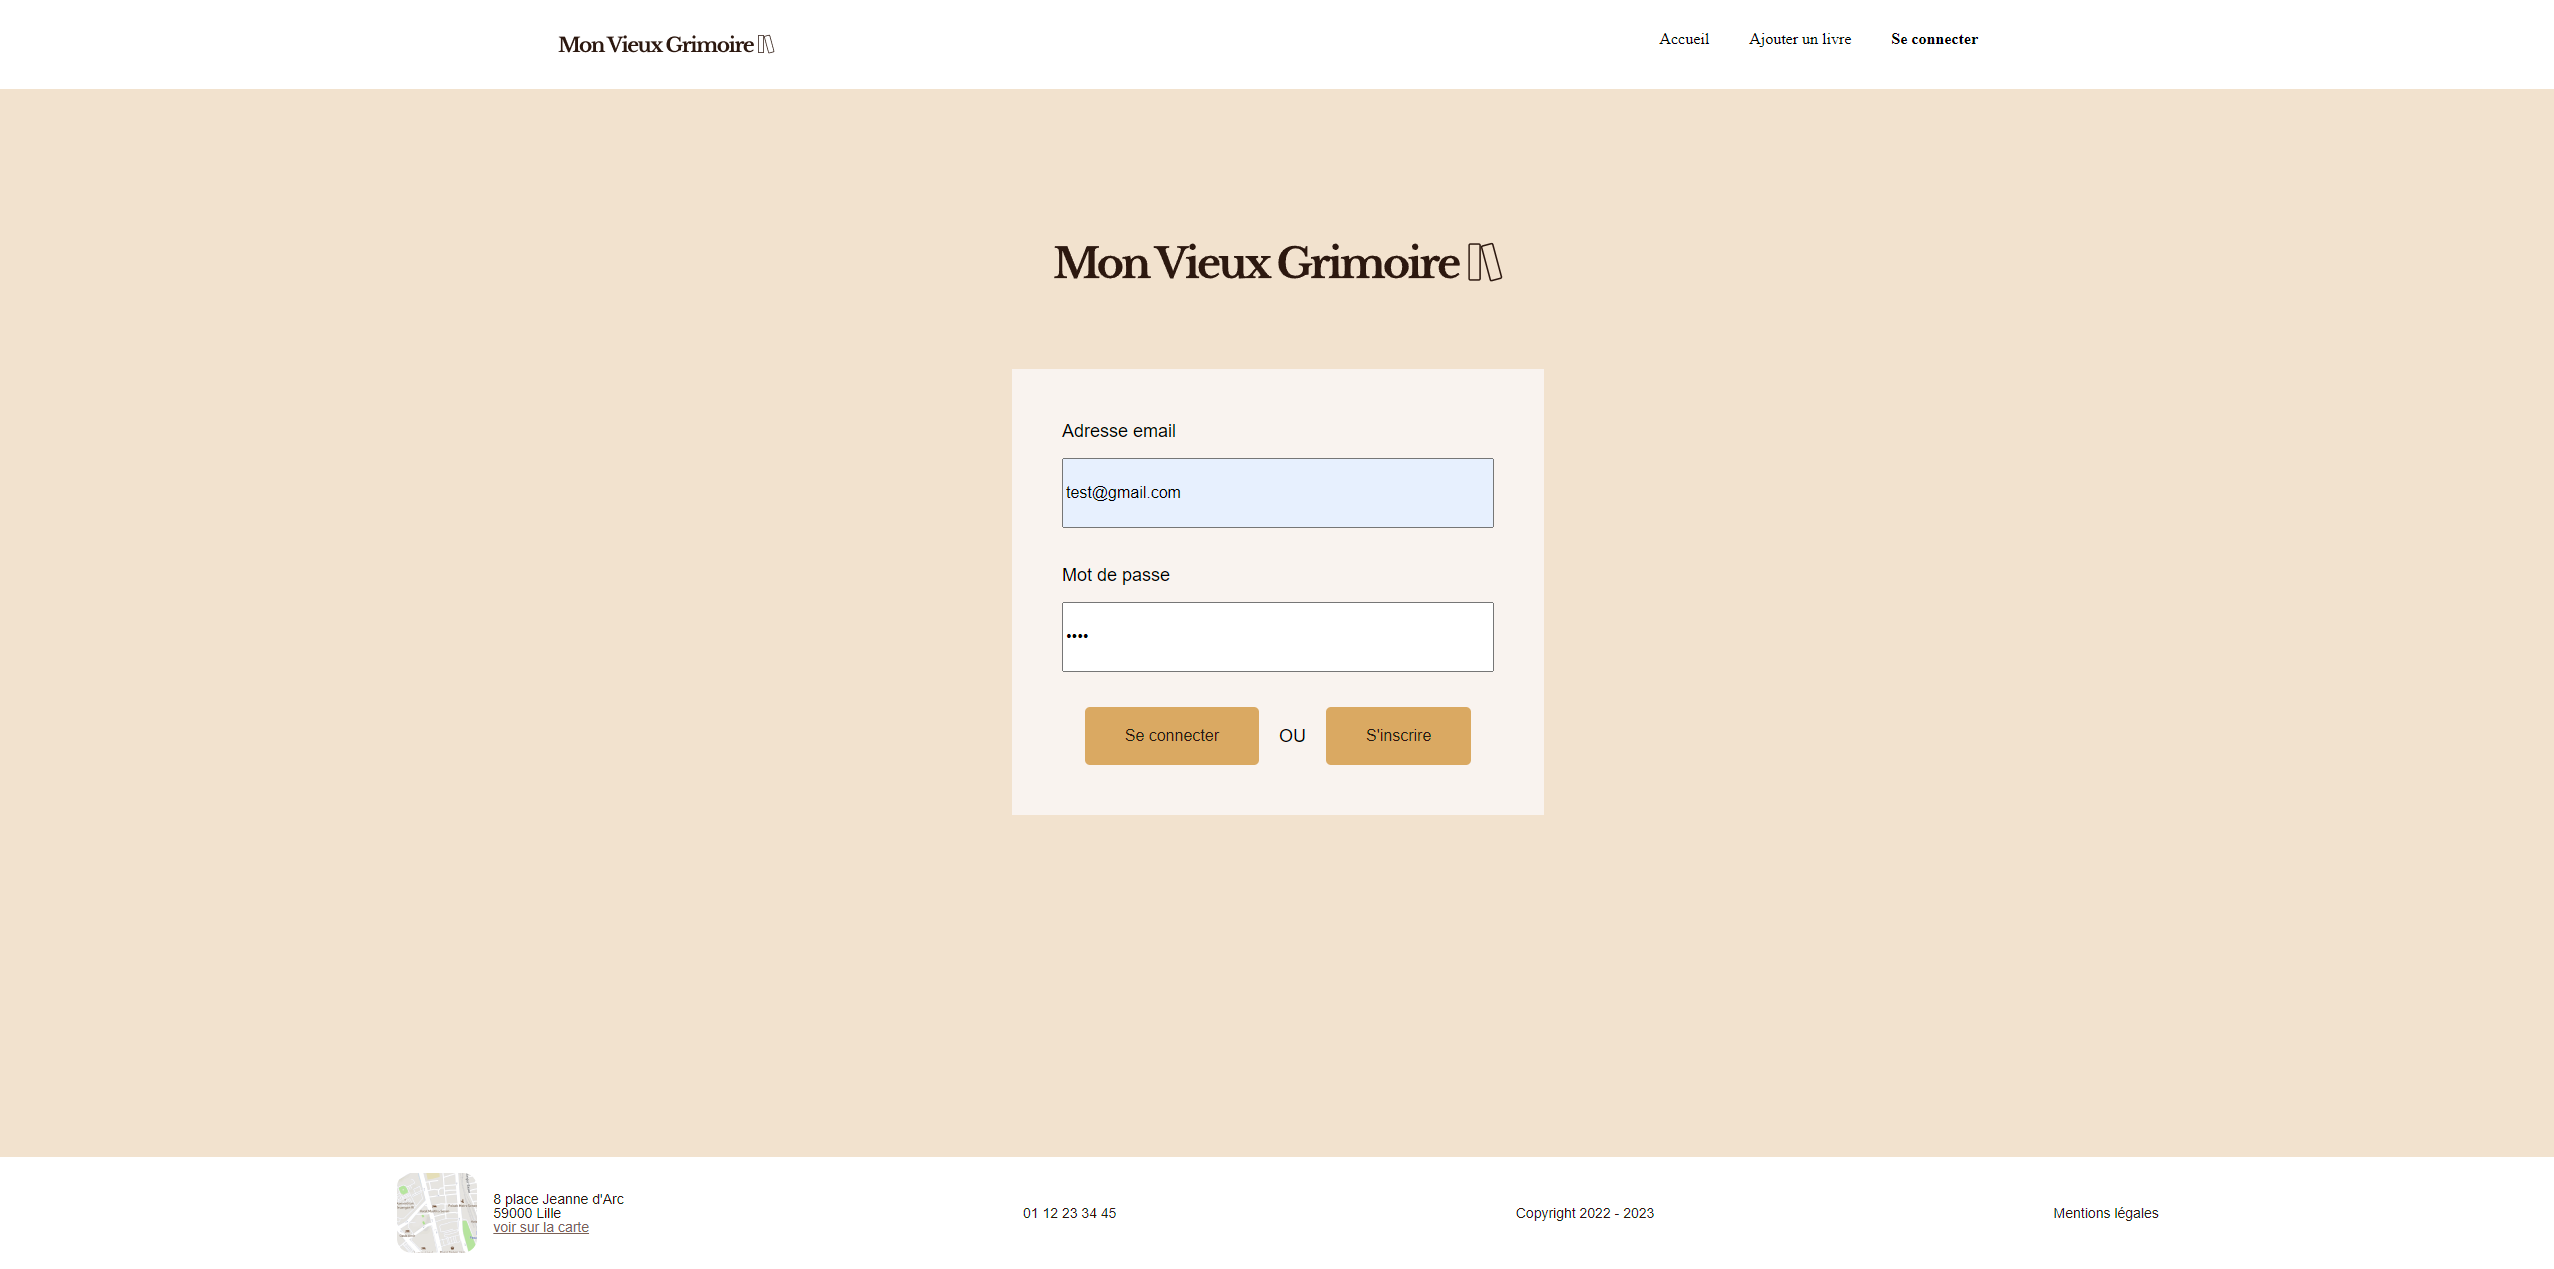 Mon Vieux Grimoire
Accueil
Ajouter un livre
Se connecter
Mon Vieux Grimoire
Adresse email
test@gmail.com
Mot de passe
••••
Se connecter
OU
S'inscrire
8 place Jeanne d'Arc
59000 Lille
voir sur la carte
01 12 23 34 45
Copyright 2022 - 2023
Mentions légales